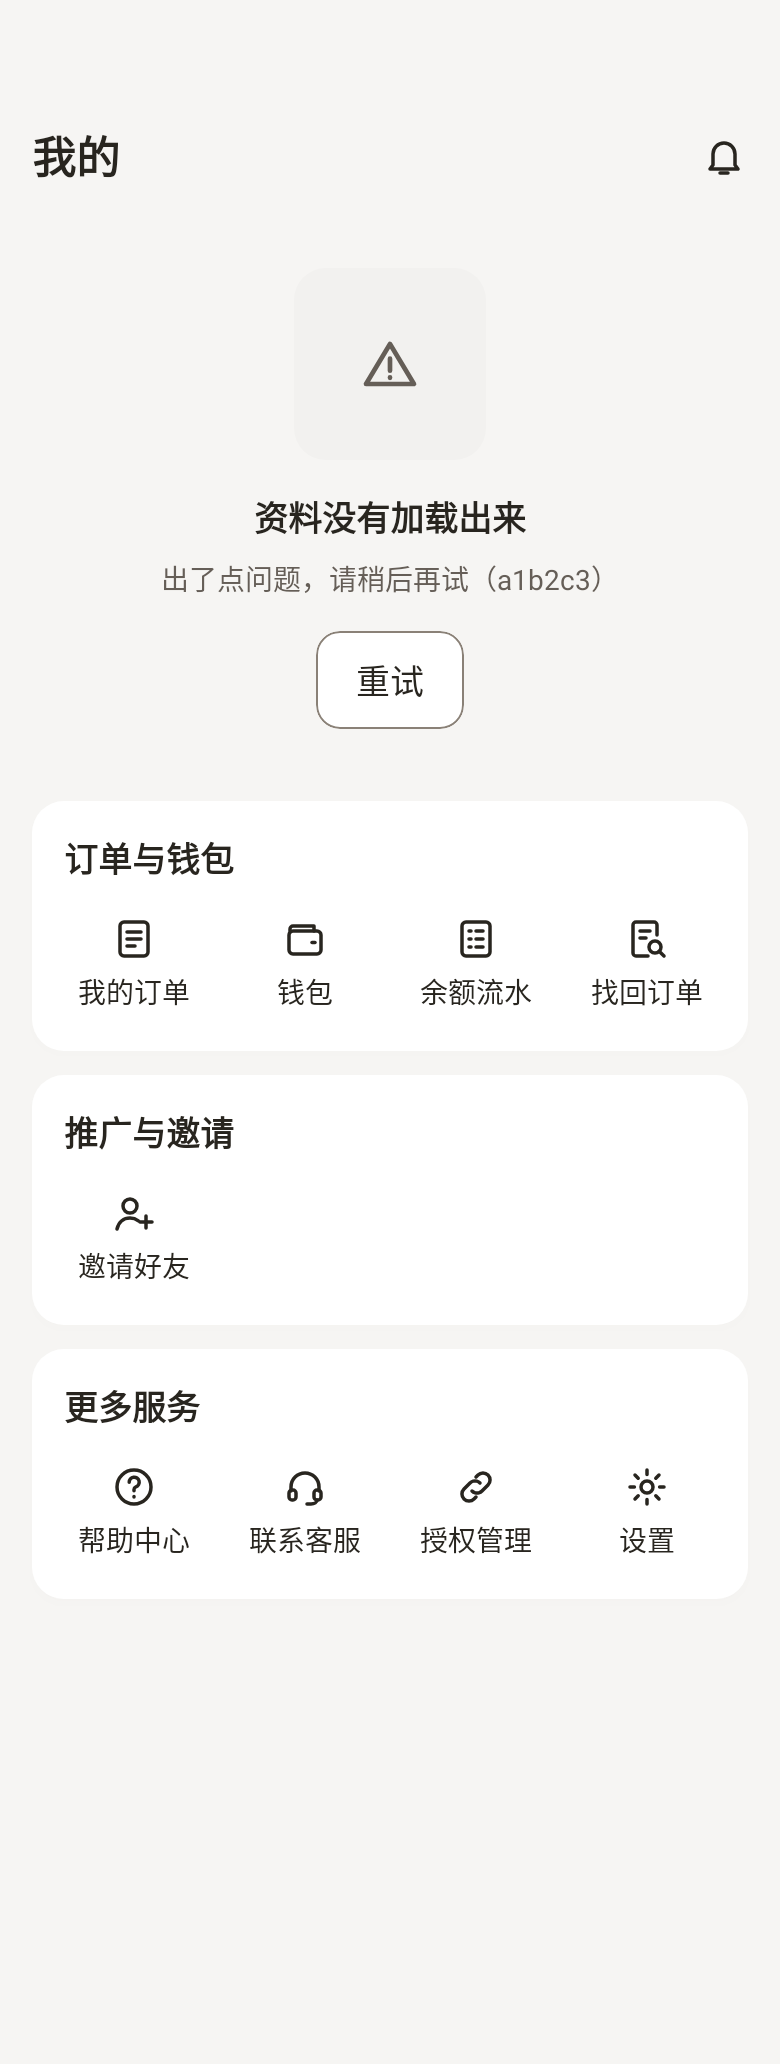 我的
资料没有加载出来
出了点问题，请稍后再试（a1b2c3）
重试
订单与钱包
我的订单 钱包 余额流水 找回订单
推广与邀请
邀请好友
更多服务
帮助中心 联系客服 授权管理 设置